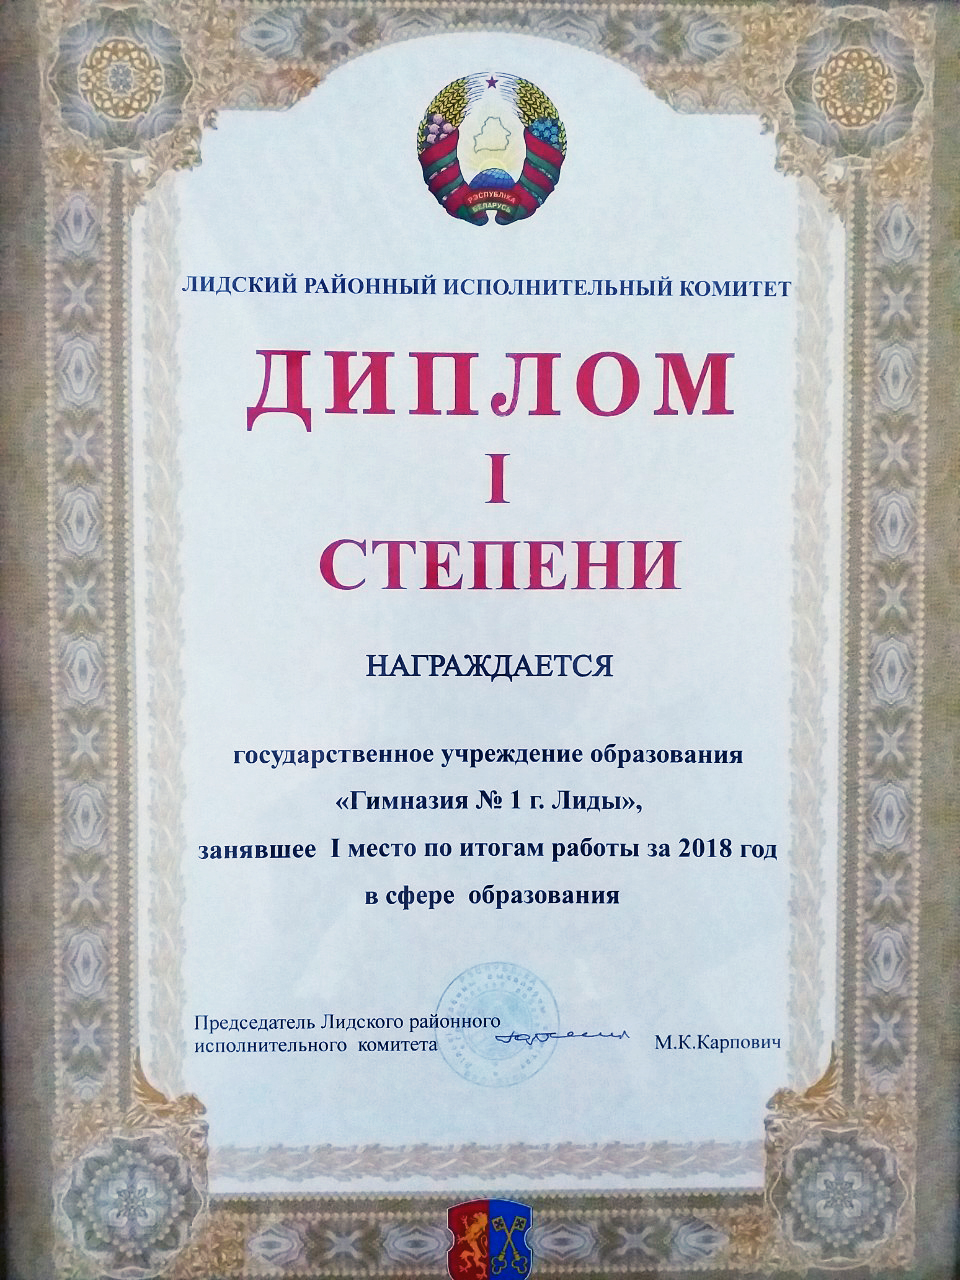 РЭСПУБЛІКА
БЕЛАРУСЬ
ЛИДСКИЙ РАЙОННЫЙ ИСПОЛНИТЕЛЬНЫЙ КОМИТЕТ
ДИПЛОМ
I
СТЕПЕНИ
НАГРАЖДАЕТСЯ
государственное учреждение образования
«Гимназия № 1 г. Лиды»,
занявшее I место по итогам работы за 2018 год
в сфере образования
Председатель Лидского районного
исполнительного комитета
М.К.Карпович